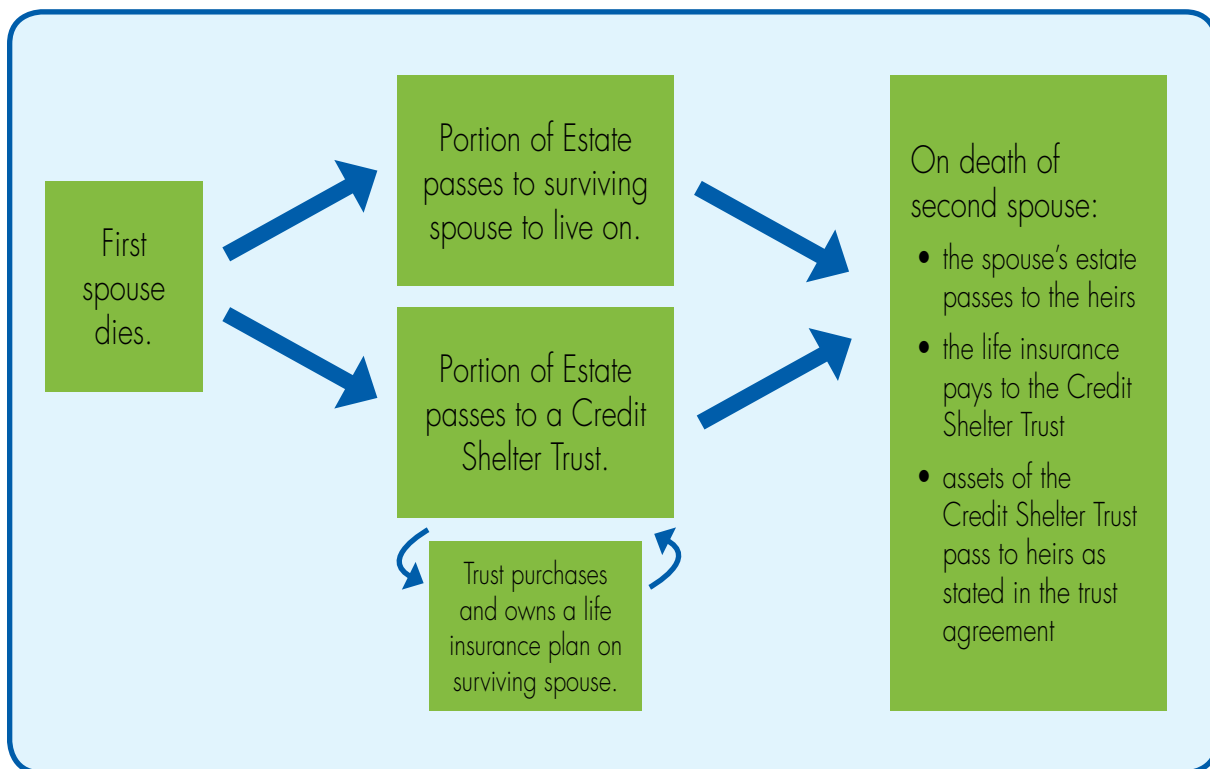 First
spouse
dies.
Portion of Estate
passes to surviving
spouse to live on.
Portion of Estate
passes to a Credit
Shelter Trust.
Trust purchases
and owns a life
insurance plan on
surviving spouse.
On death of
second spouse:
• the spouse’s estate
passes to the heirs
• the life insurance
pays to the Credit
Shelter Trust
• assets of the
Credit Shelter Trust
pass to heirs as
stated in the trust
agreement